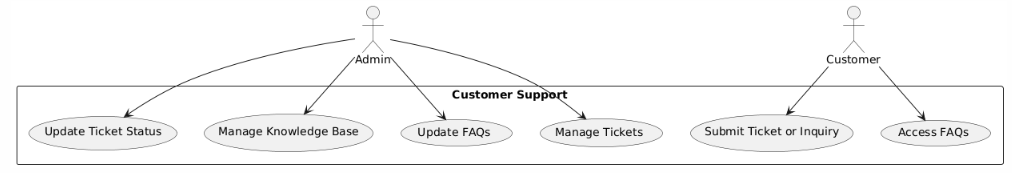 Admin
Customer
Customer Support
Update Ticket Status
Manage Knowledge Base
Update FAQs
Manage Tickets
Submit Ticket or Inquiry
Access FAQs